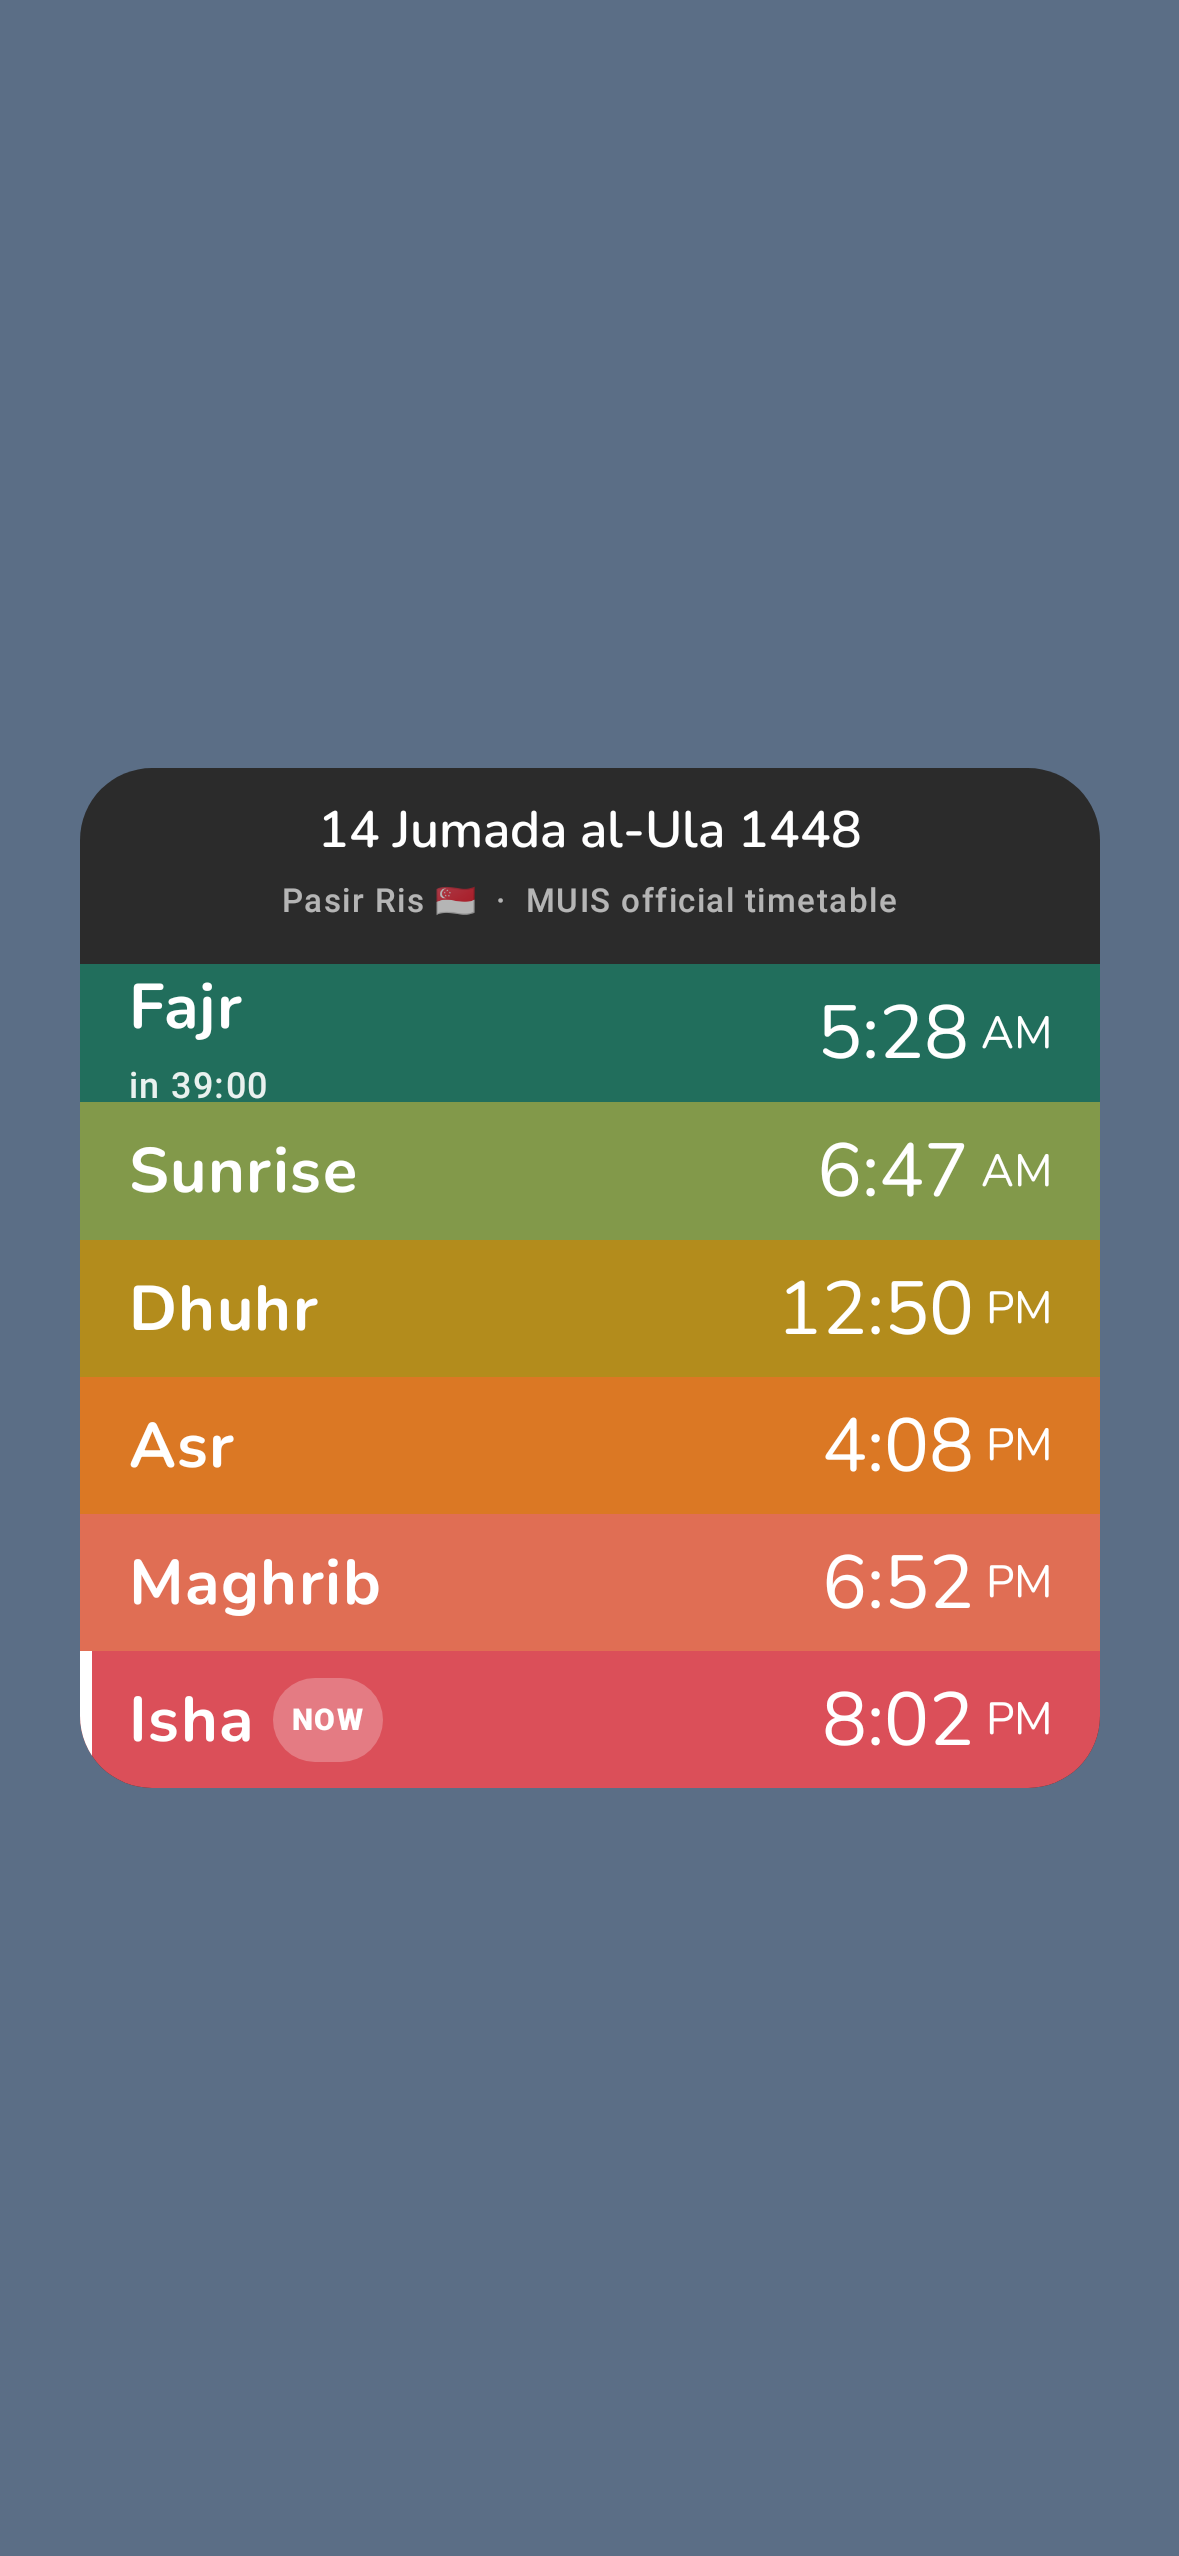 14 Jumada al-Ula 1448
Pasir Ris 🇸🇬 · MUIS official timetable
Fajr 5:28 AM
in 39:00
Sunrise 6:47 AM
Dhuhr 12:50 PM
Asr 4:08 PM
Maghrib 6:52 PM
Isha NOW 8:02 PM